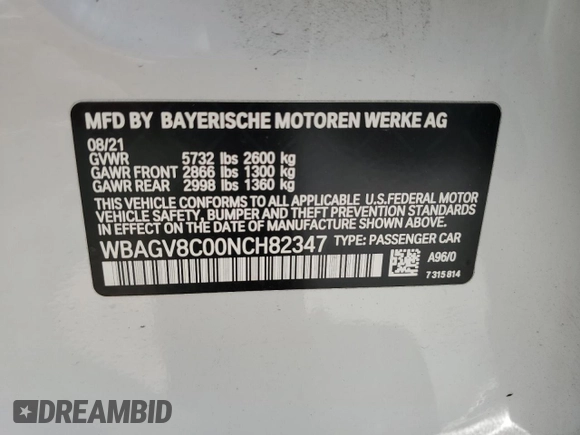 MFD BY BAYERISCHE MOTOREN WERKE AG
08/21
GVWR 5732 lbs 2600 kg
GAWR FRONT 2866 lbs 1300 kg
GAWR REAR 2998 lbs 1360 kg
THIS VEHICLE CONFORMS TO ALL APPLICABLE U.S.FEDERAL MOTOR
VEHICLE SAFETY, BUMPER AND THEFT PREVENTION STANDARDS
IN EFFECT ON THE DATE OF MANUFACTURE SHOWN ABOVE.
WBAGV8C00NCH82347 TYPE: PASSENGER CAR
A96/0
7 315 814
DREAMBID